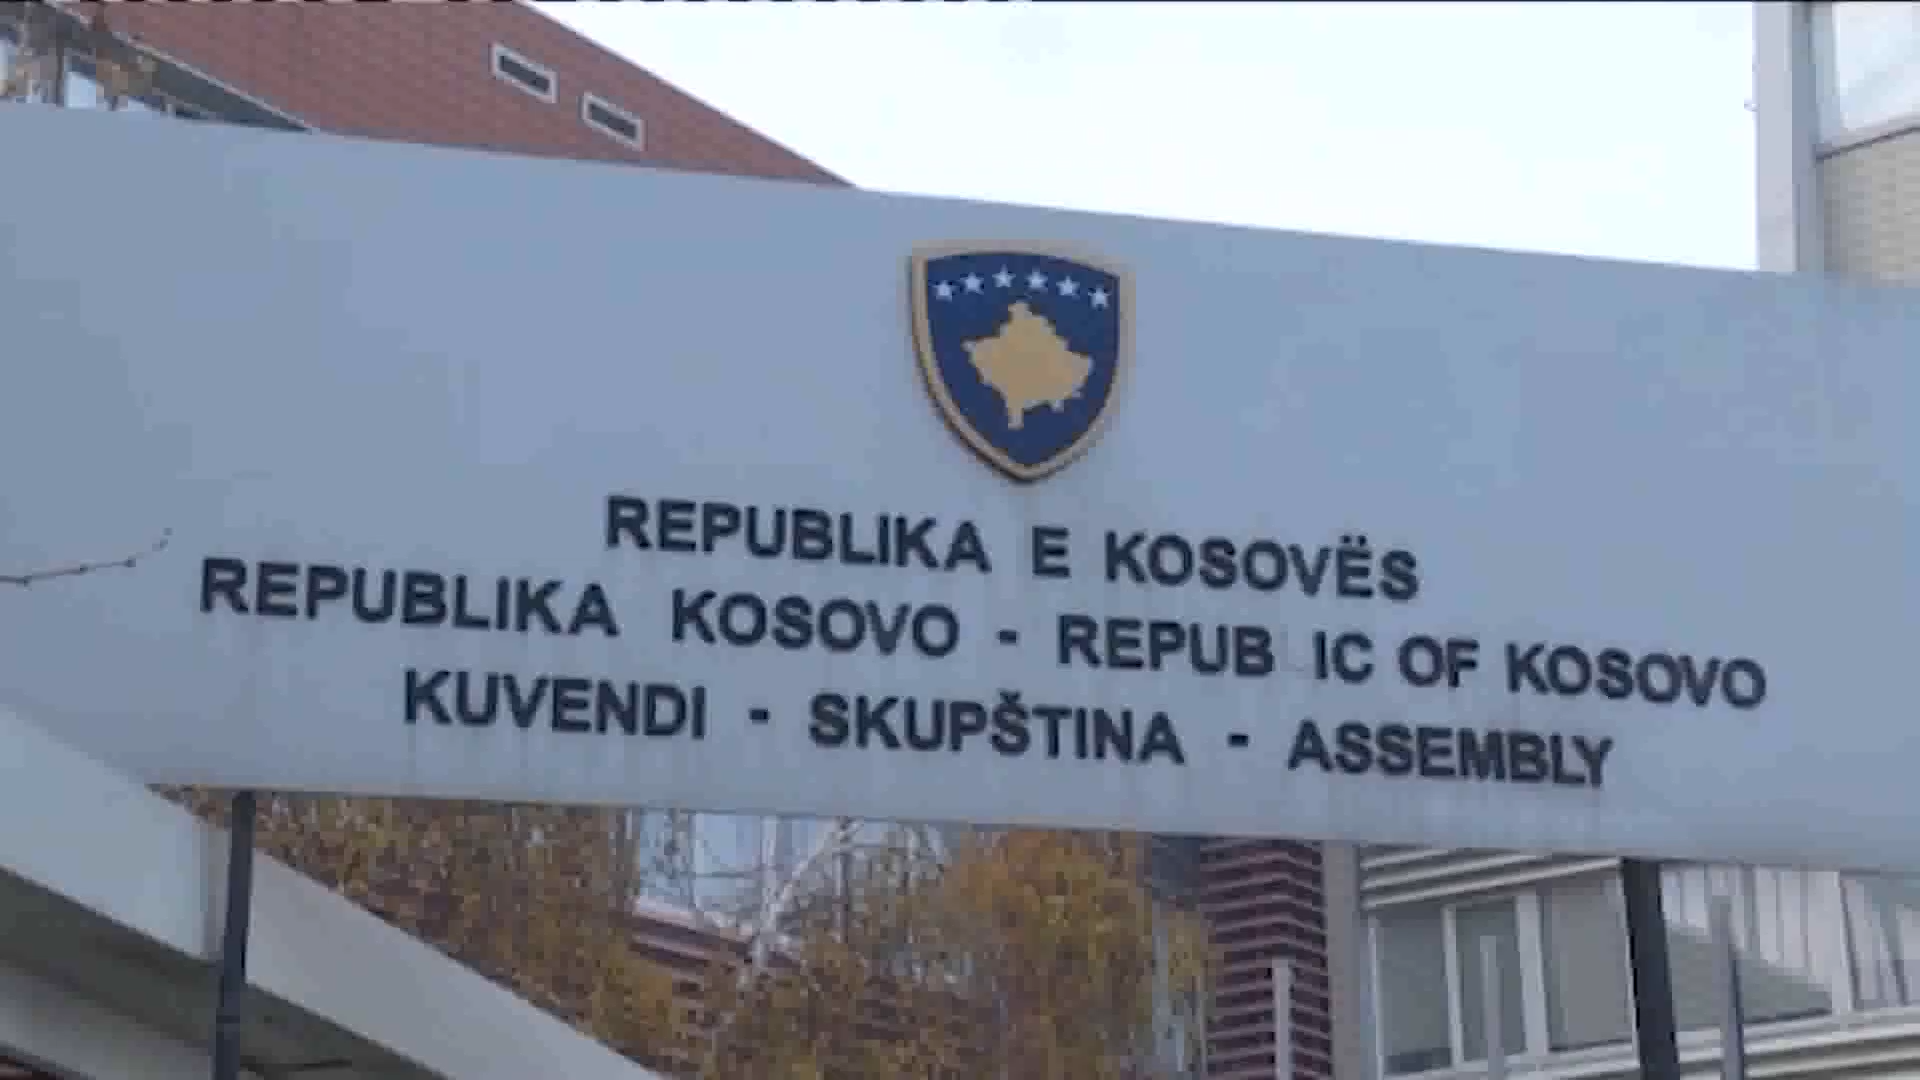 REPUBLIKA E KOSOVËS
REPUBLIKA KOSOVO - REPUB IC OF KOSOVO
KUVENDI - SKUPŠTINA - ASSEMBLY